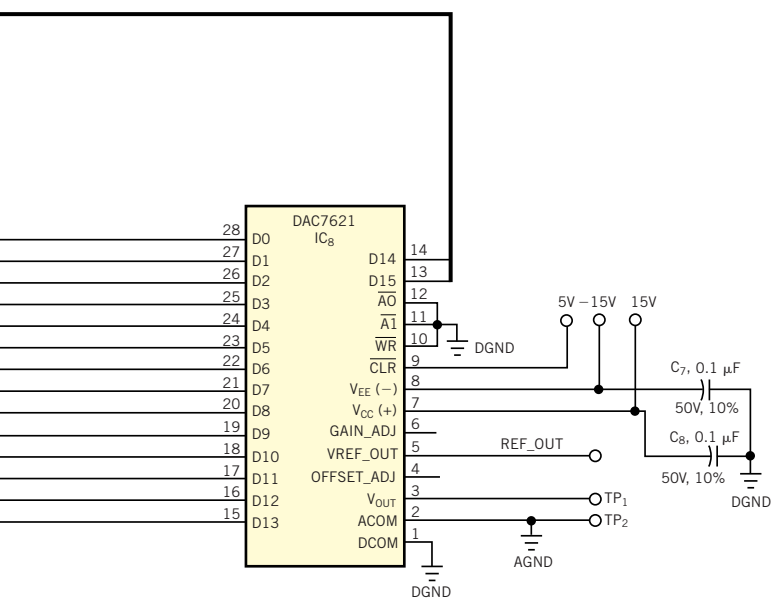 DAC7621
IC8
28 D0
27 D1
26 D2
25 D3
24 D4
23 D5
22 D6
21 D7
20 D8
19 D9
18 D10
17 D11
16 D12
15 D13
D14 14
D15 13
A0 12
A1 11
WR 10
CLR 9
VEE (−) 8
VCC (+) 7
GAIN_ADJ 6
VREF_OUT 5
OFFSET_ADJ 4
VOUT 3
ACOM 2
DCOM 1
DGND
5V −15V 15V
C7, 0.1 µF
50V, 10%
C8, 0.1 µF
50V, 10%
DGND
REF_OUT
TP1
TP2
AGND
DGND